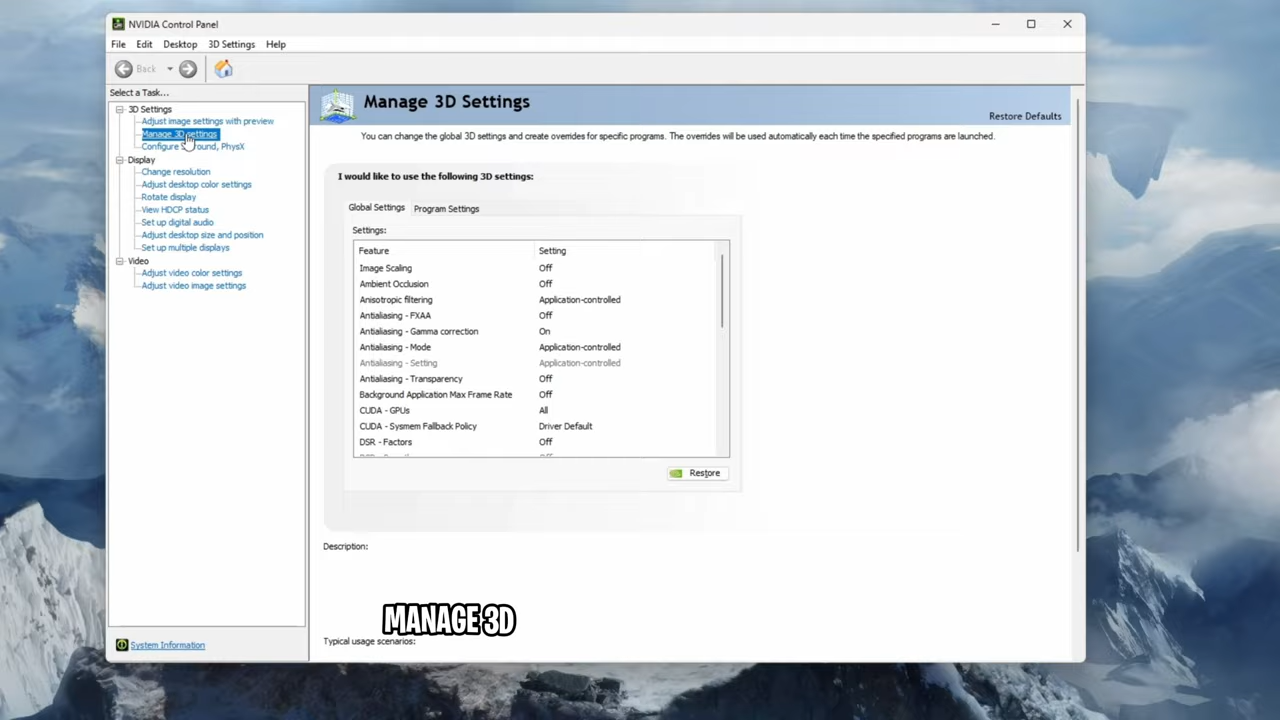 NVIDIA Control Panel
File Edit Desktop 3D Settings Help
Back
Select a Task...
3D Settings
Adjust image settings with preview
Manage 3D settings
Configure Surround, PhysX
Display
Change resolution
Adjust desktop color settings
Rotate display
View HDCP status
Set up digital audio
Adjust desktop size and position
Set up multiple displays
Video
Adjust video color settings
Adjust video image settings
System Information
Manage 3D Settings
Restore Defaults
You can change the global 3D settings and create overrides for specific programs. The overrides will be used automatically each time the specified programs are launched.
I would like to use the following 3D settings:
Global Settings Program Settings
Settings:
Feature Setting
Image Scaling Off
Ambient Occlusion Off
Anisotropic filtering Application-controlled
Antialiasing - FXAA Off
Antialiasing - Gamma correction On
Antialiasing - Mode Application-controlled
Antialiasing - Setting Application-controlled
Antialiasing - Transparency Off
Background Application Max Frame Rate Off
CUDA - GPUs All
CUDA - Sysmem Fallback Policy Driver Default
DSR - Factors Off
Restore
Description:
MANAGE 3D
Typical usage scenarios: